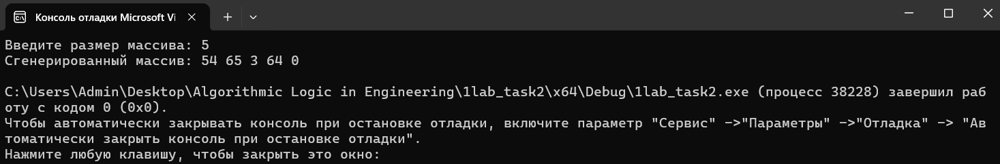 Консоль отладки Microsoft Vi
Введите размер массива: 5
Сгенерированный массив: 54 65 3 64 0
C:\Users\Admin\Desktop\Algorithmic Logic in Engineering\1lab_task2\x64\Debug\1lab_task2.exe (процесс 38228) завершил раб
оту с кодом 0 (0x0).
Чтобы автоматически закрывать консоль при остановке отладки, включите параметр "Сервис" ->"Параметры" ->"Отладка" -> "Ав
томатически закрыть консоль при остановке отладки".
Нажмите любую клавишу, чтобы закрыть это окно: